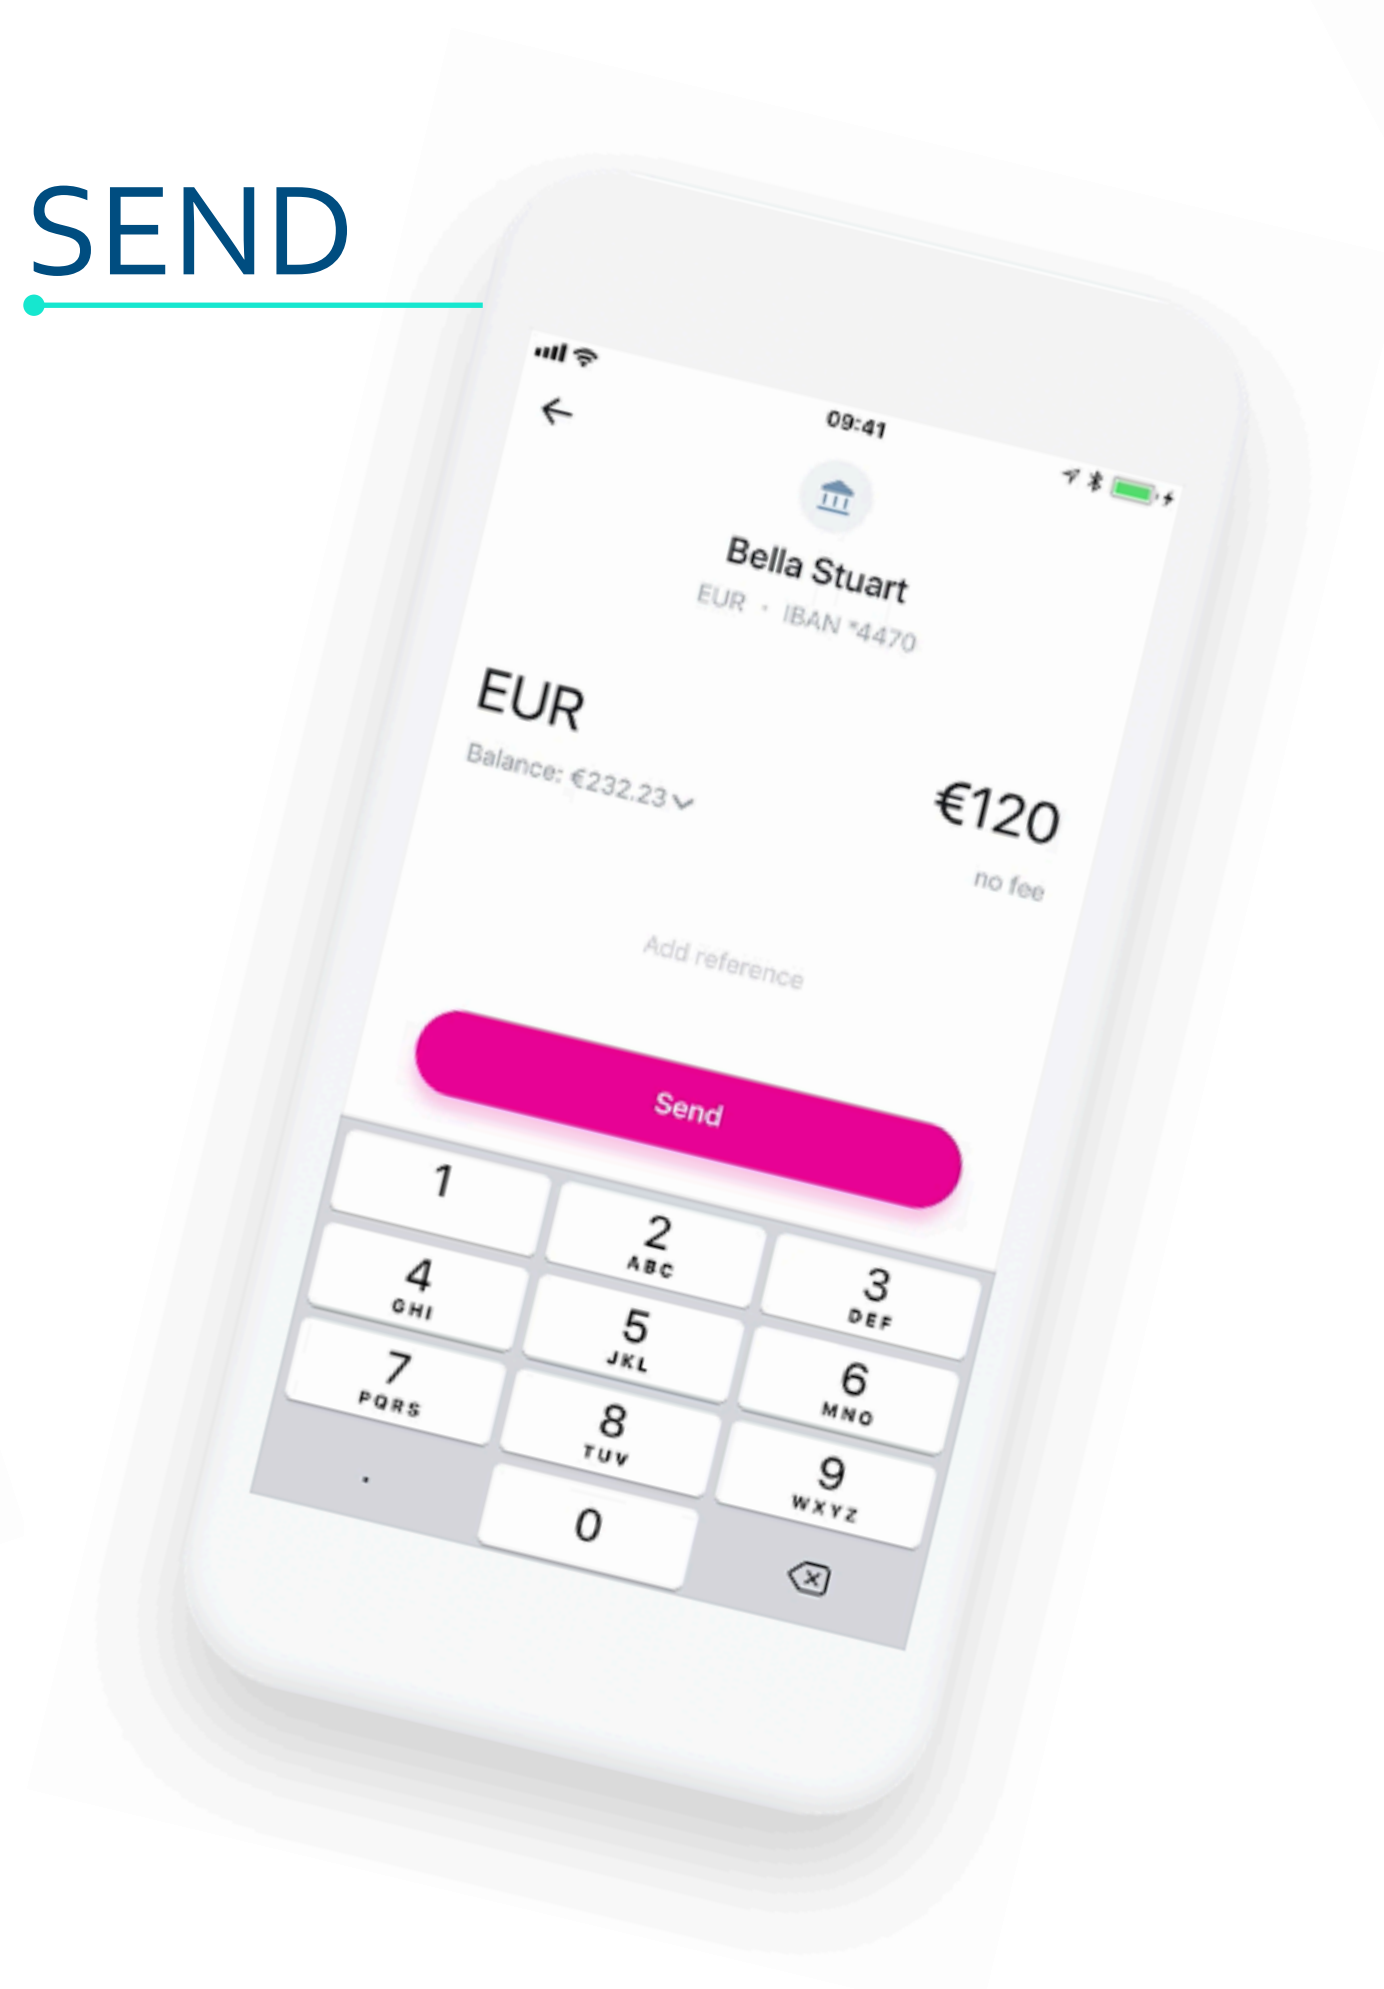 SEND
09:41
Bella Stuart
EUR · IBAN *4470
EUR
Balance: €232.23
€120
no fee
Add reference
Send
1
2
ABC
3
DEF
4
GHI
5
JKL
6
MNO
7
PQRS
8
TUV
9
WXYZ
.
0